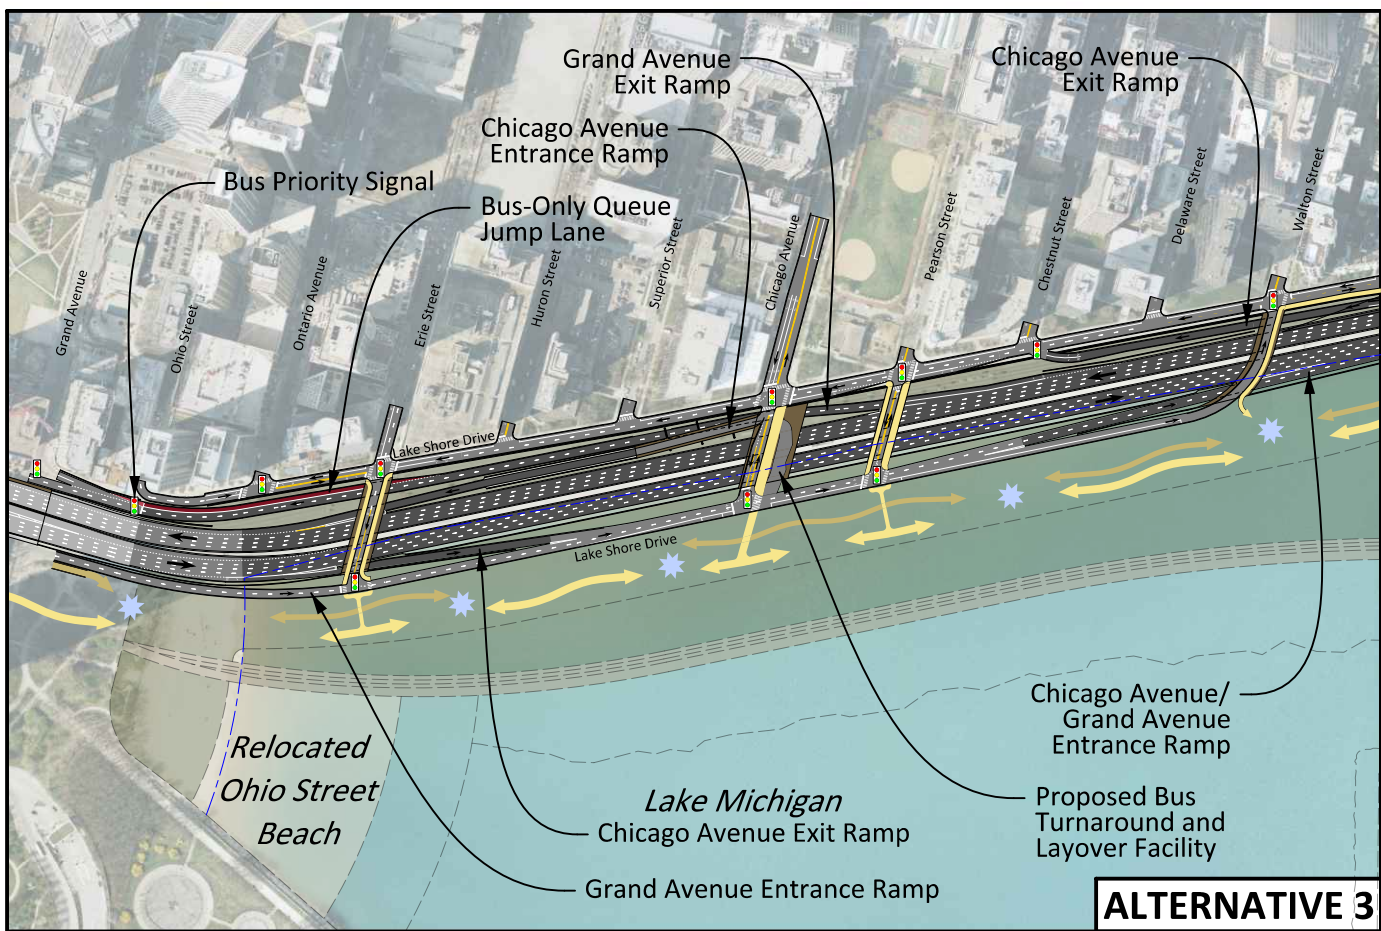 Grand Avenue
Exit Ramp
Chicago Avenue
Exit Ramp
Chicago Avenue
Entrance Ramp
Bus Priority Signal
Bus-Only Queue
Jump Lane
Grand Avenue
Ohio Street
Ontario Avenue
Erie Street
Huron Street
Superior Street
Chicago Avenue
Pearson Street
Chestnut Street
Delaware Street
Walton Street
Lake Shore Drive
Lake Shore Drive
Chicago Avenue/
Grand Avenue
Entrance Ramp
Relocated
Ohio Street
Beach
Lake Michigan
Chicago Avenue Exit Ramp
Proposed Bus
Turnaround and
Layover Facility
Grand Avenue Entrance Ramp
ALTERNATIVE 3